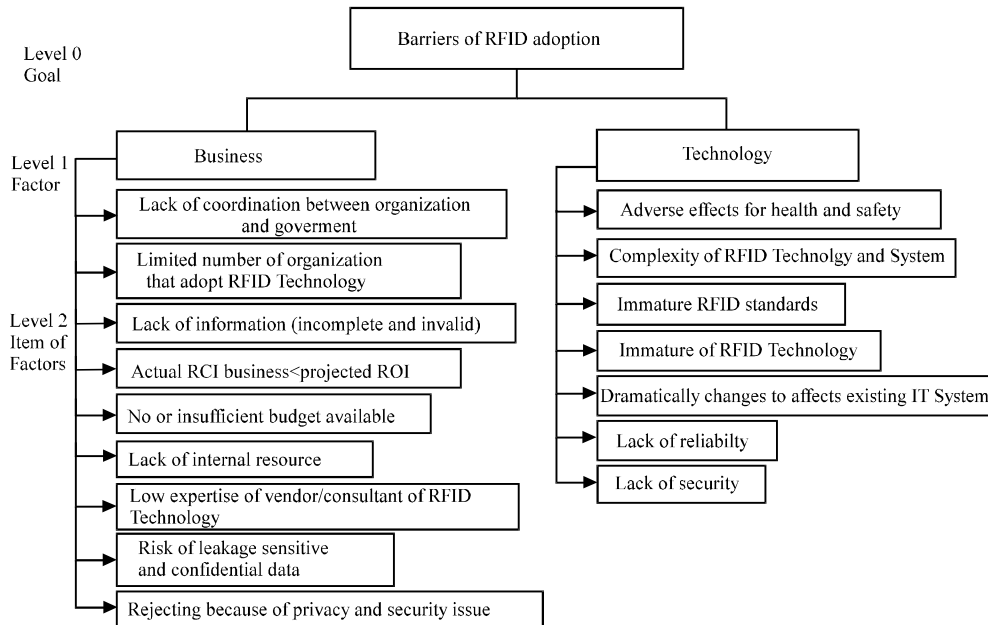 Barriers of RFID adoption
Level 0
Goal
Level 1
Factor
Business
Technology
Lack of coordination between organization
and goverment
Limited number of organization
that adopt RFID Technology
Level 2
Item of
Factors
Lack of information (incomplete and invalid)
Actual RCI business<projected ROI
No or insufficient budget available
Lack of internal resource
Low expertise of vendor/consultant of RFID
Technology
Risk of leakage sensitive
and confidential data
Rejecting because of privacy and security issue
Adverse effects for health and safety
Complexity of RFID Technolgy and System
Immature RFID standards
Immature of RFID Technology
Dramatically changes to affects existing IT System
Lack of reliabilty
Lack of security